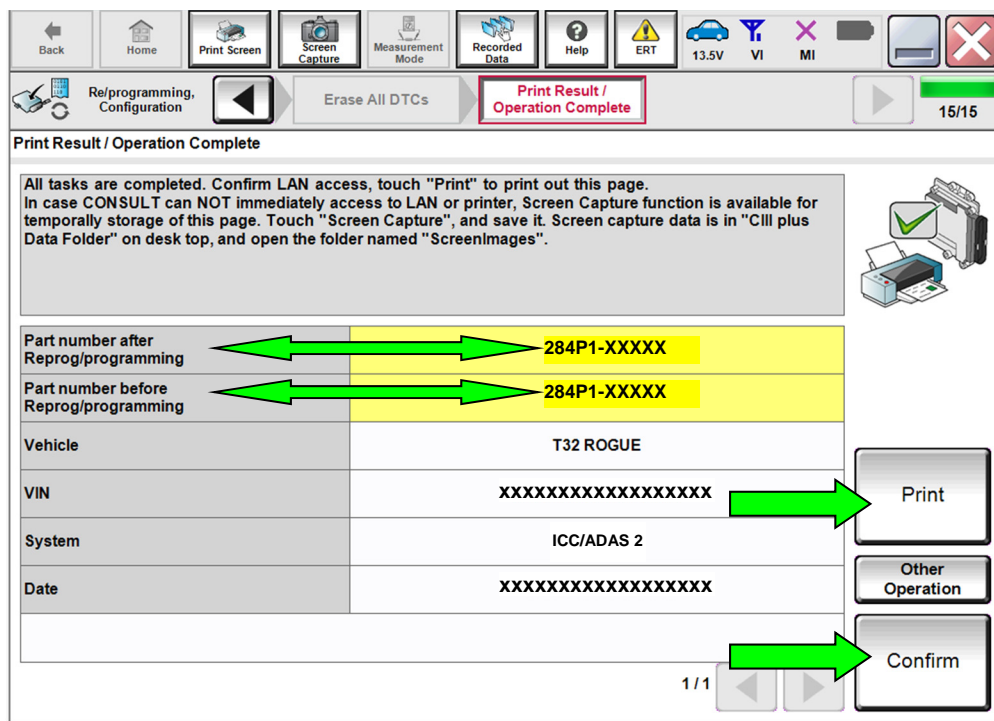 Back
Home
Print Screen
Screen
Capture
Measurement
Mode
Recorded
Data
Help
ERT
13.5V
VI
MI
Re/programming,
Configuration
Erase All DTCs
Print Result /
Operation Complete
15/15
Print Result / Operation Complete
All tasks are completed. Confirm LAN access, touch "Print" to print out this page.
In case CONSULT can NOT immediately access to LAN or printer, Screen Capture function is available for
temporally storage of this page. Touch "Screen Capture", and save it. Screen capture data is in "CIII plus
Data Folder" on desk top, and open the folder named "ScreenImages".
Part number after
Reprog/programming
284P1-XXXXX
Part number before
Reprog/programming
284P1-XXXXX
Vehicle
T32 ROGUE
VIN
XXXXXXXXXXXXXXXXXX
Print
System
ICC/ADAS 2
Other
Operation
Date
XXXXXXXXXXXXXXXXXX
Confirm
1/1